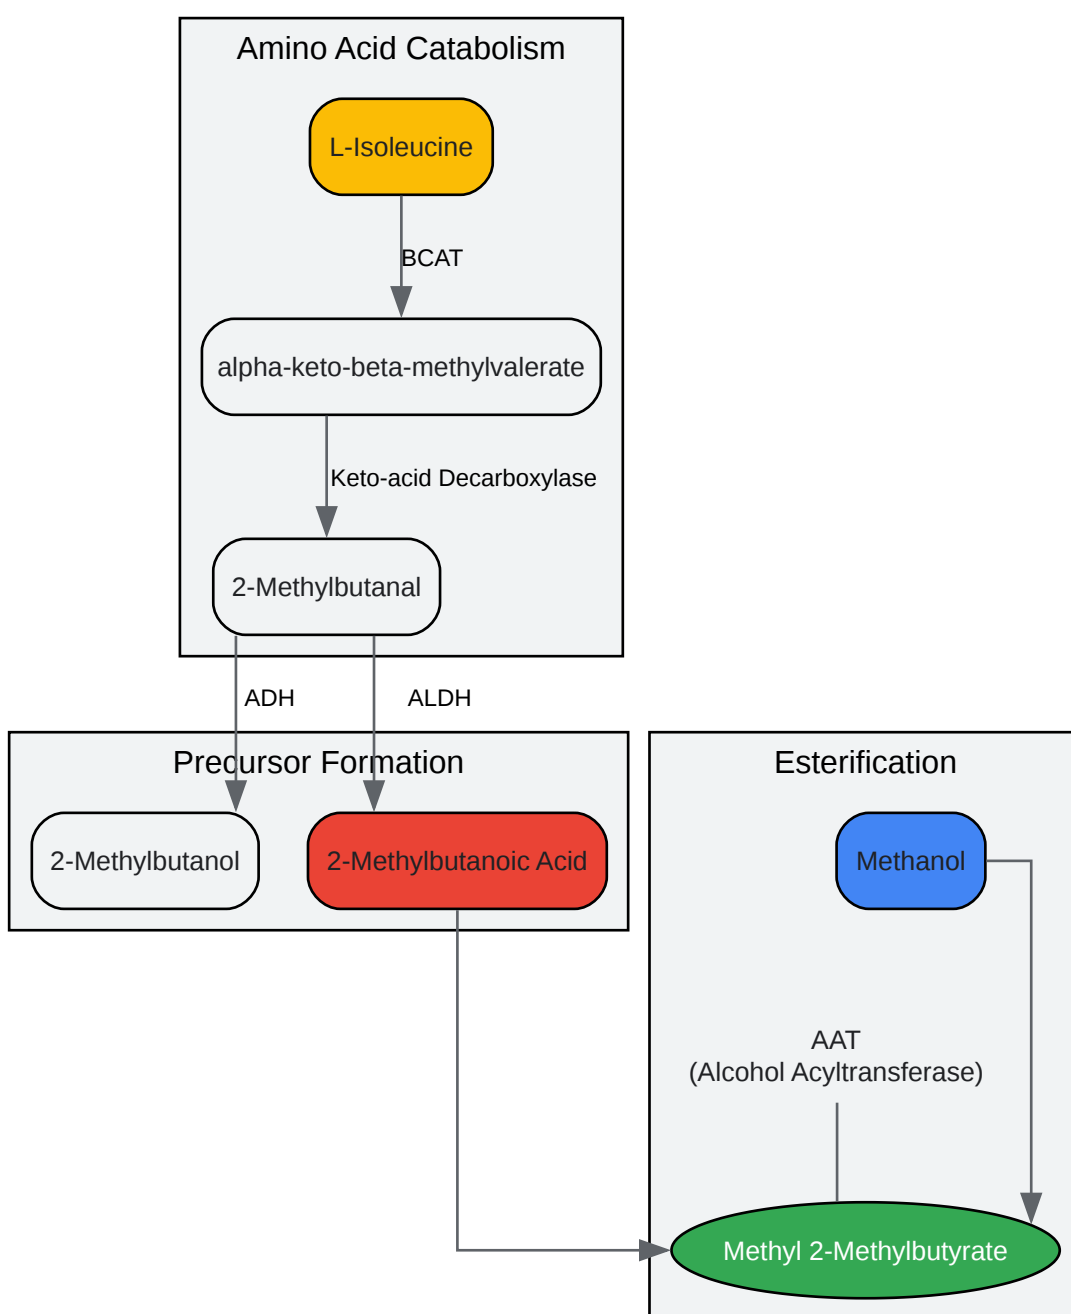 Amino Acid Catabolism
L-Isoleucine
BCAT
alpha-keto-beta-methylvalerate
Keto-acid Decarboxylase
2-Methylbutanal
ADH
ALDH
Precursor Formation
2-Methylbutanol
2-Methylbutanoic Acid
Esterification
Methanol
AAT
(Alcohol Acyltransferase)
Methyl 2-Methylbutyrate